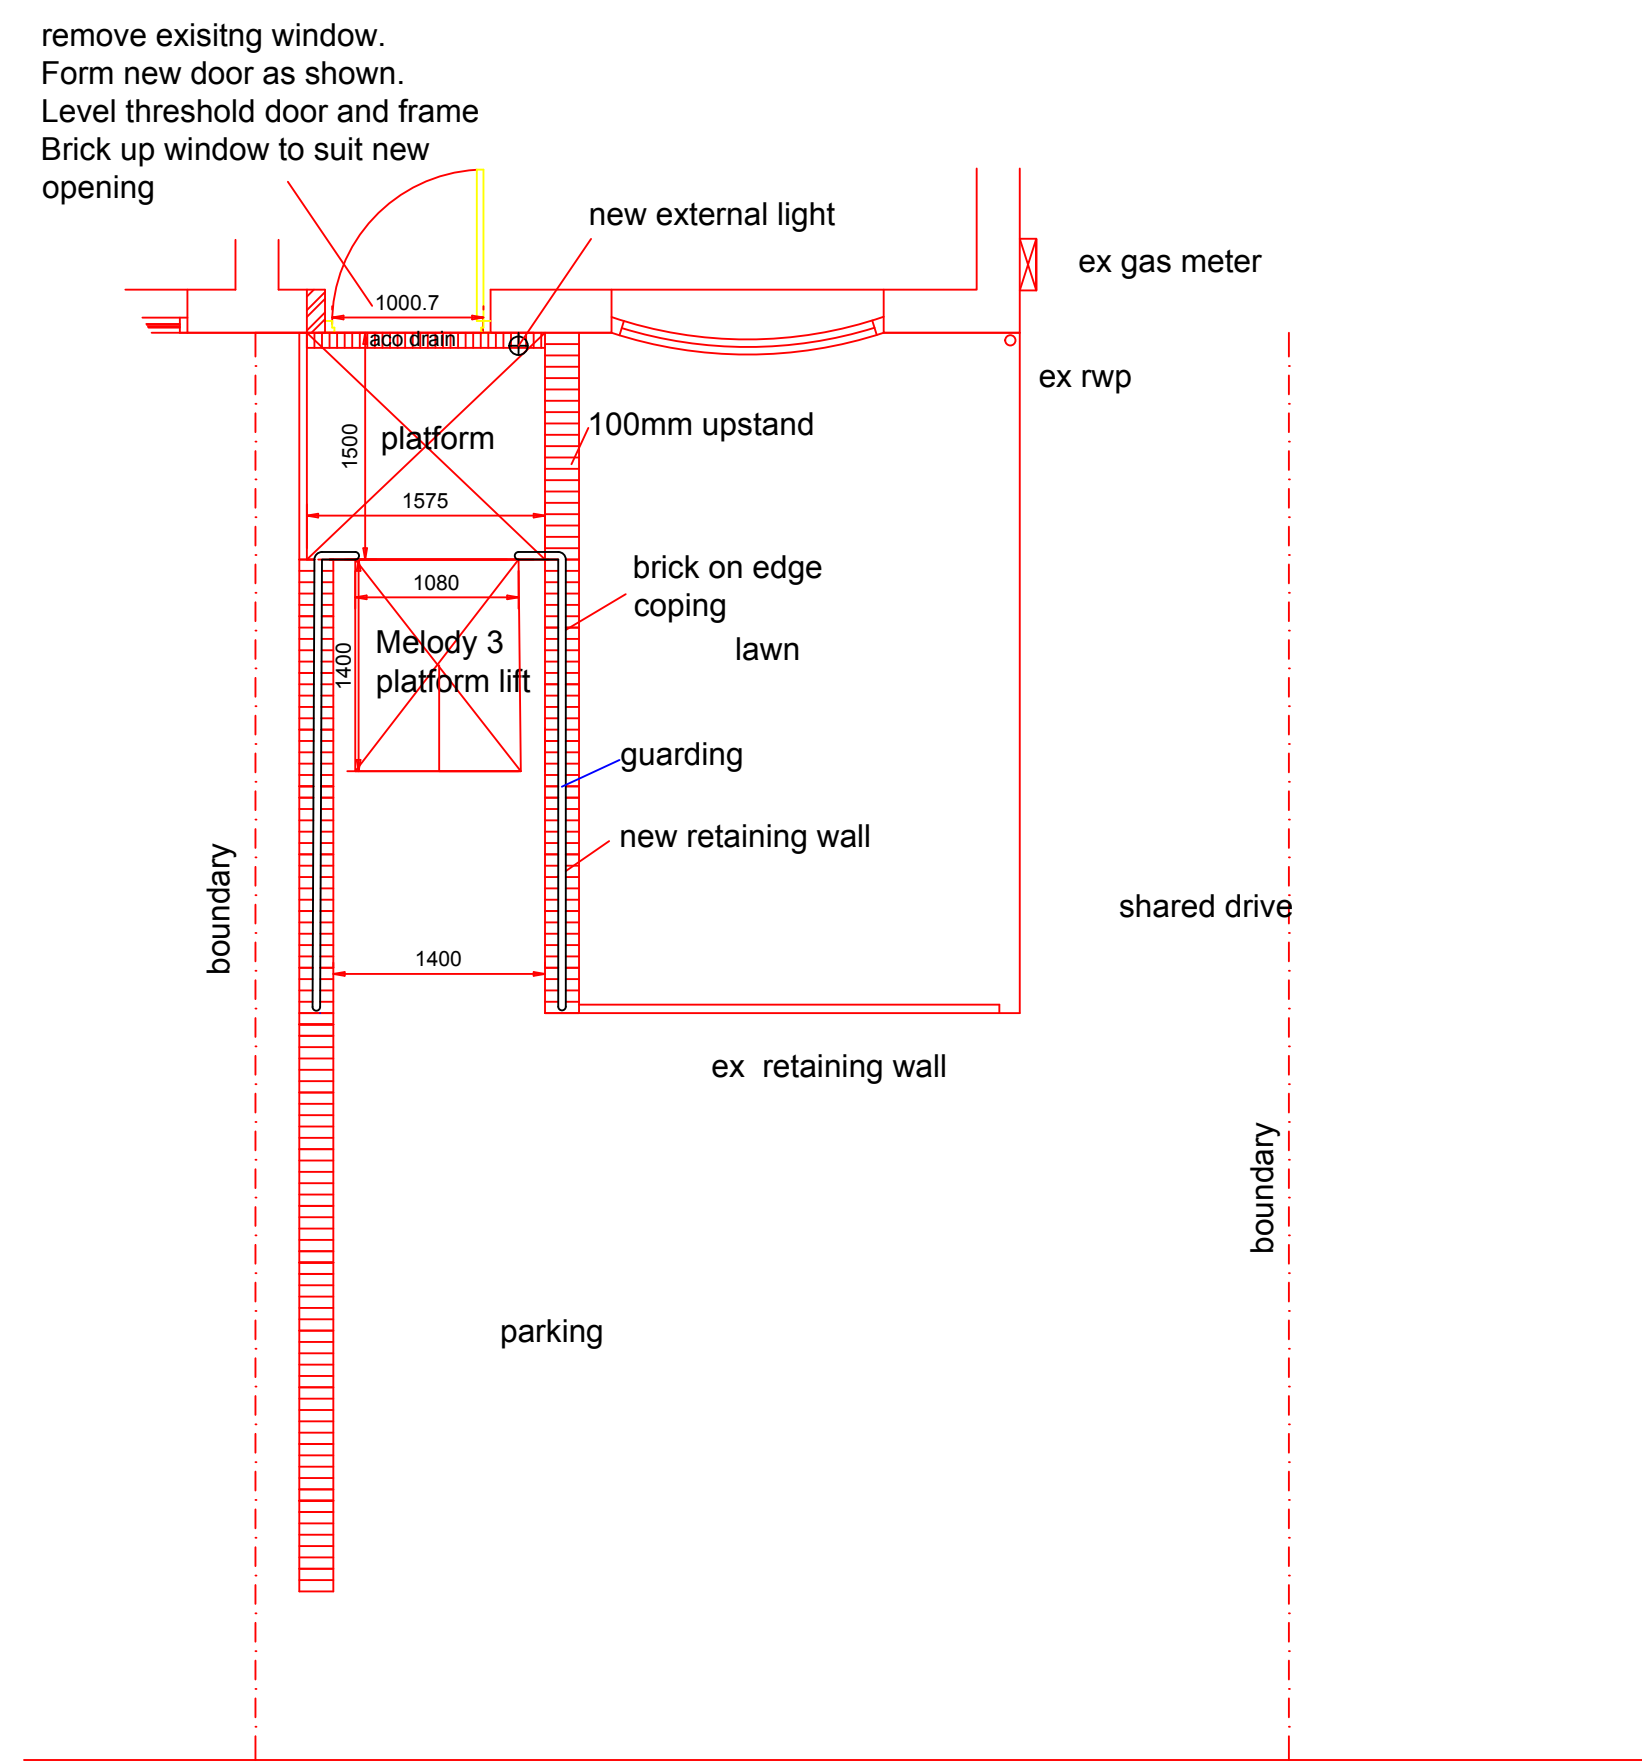 remove exisitng window.
Form new door as shown.
Level threshold door and frame
Brick up window to suit new
opening
new external light
ex gas meter
1000.7
aco drain
ex rwp
100mm upstand
platform
1500
1575
brick on edge
coping
1080
lawn
Melody 3
platform lift
1400
guarding
new retaining wall
boundary
shared drive
1400
ex  retaining wall
boundary
parking